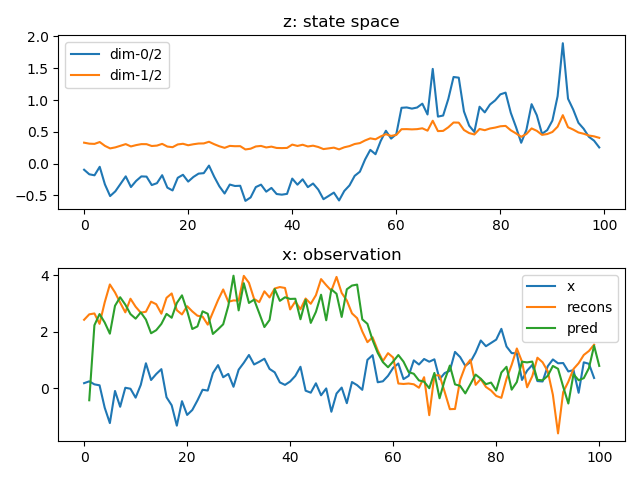 z: state space
2.0
1.5
1.0
0.5
0.0
−0.5
dim-0/2
dim-1/2
0 20 40 60 80 100
x: observation
4
2
0
x
recons
pred
0 20 40 60 80 100